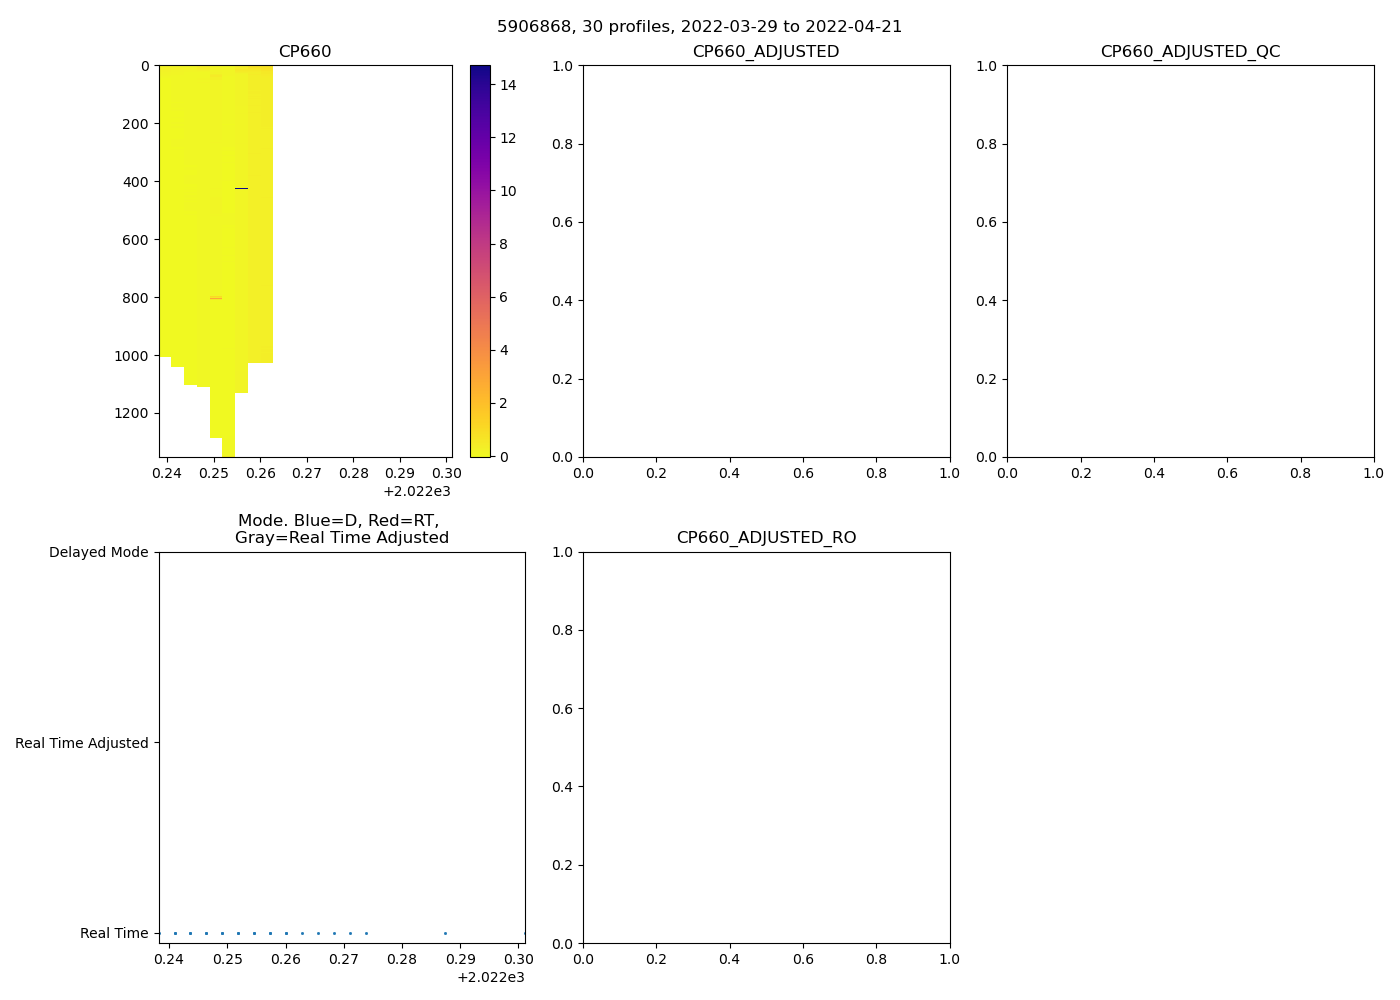 5906868, 30 profiles, 2022-03-29 to 2022-04-21
CP660
0
200
400
600
800
1000
1200
0.24 0.25 0.26 0.27 0.28 0.29 0.30
+2.022e3
14
12
10
8
6
4
2
0
CP660_ADJUSTED
1.0
0.8
0.6
0.4
0.2
0.0
0.0 0.2 0.4 0.6 0.8 1.0
CP660_ADJUSTED_QC
1.0
0.8
0.6
0.4
0.2
0.0
0.0 0.2 0.4 0.6 0.8 1.0
Mode. Blue=D, Red=RT,
Gray=Real Time Adjusted
Delayed Mode
Real Time Adjusted
Real Time
0.24 0.25 0.26 0.27 0.28 0.29 0.30
+2.022e3
CP660_ADJUSTED_RO
1.0
0.8
0.6
0.4
0.2
0.0
0.0 0.2 0.4 0.6 0.8 1.0